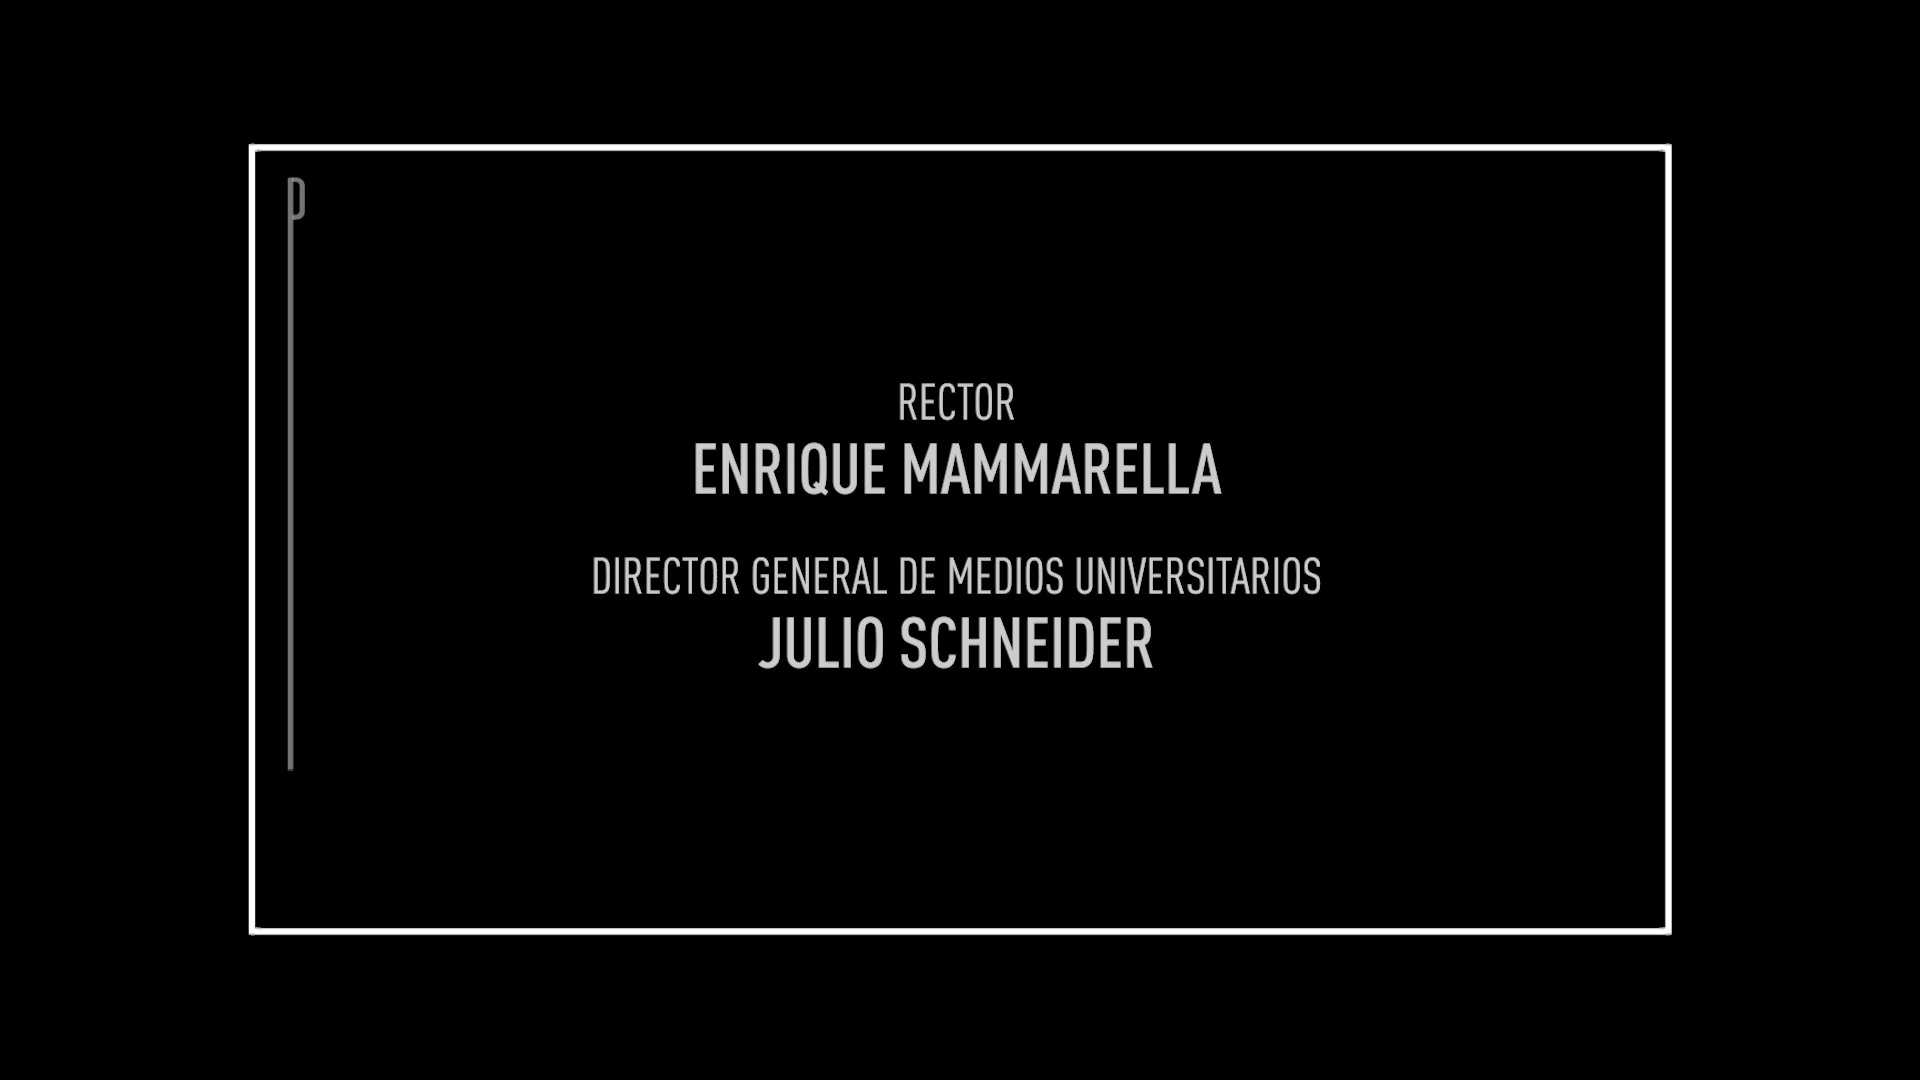 RECTOR
ENRIQUE MAMMARELLA
DIRECTOR GENERAL DE MEDIOS UNIVERSITARIOS
JULIO SCHNEIDER